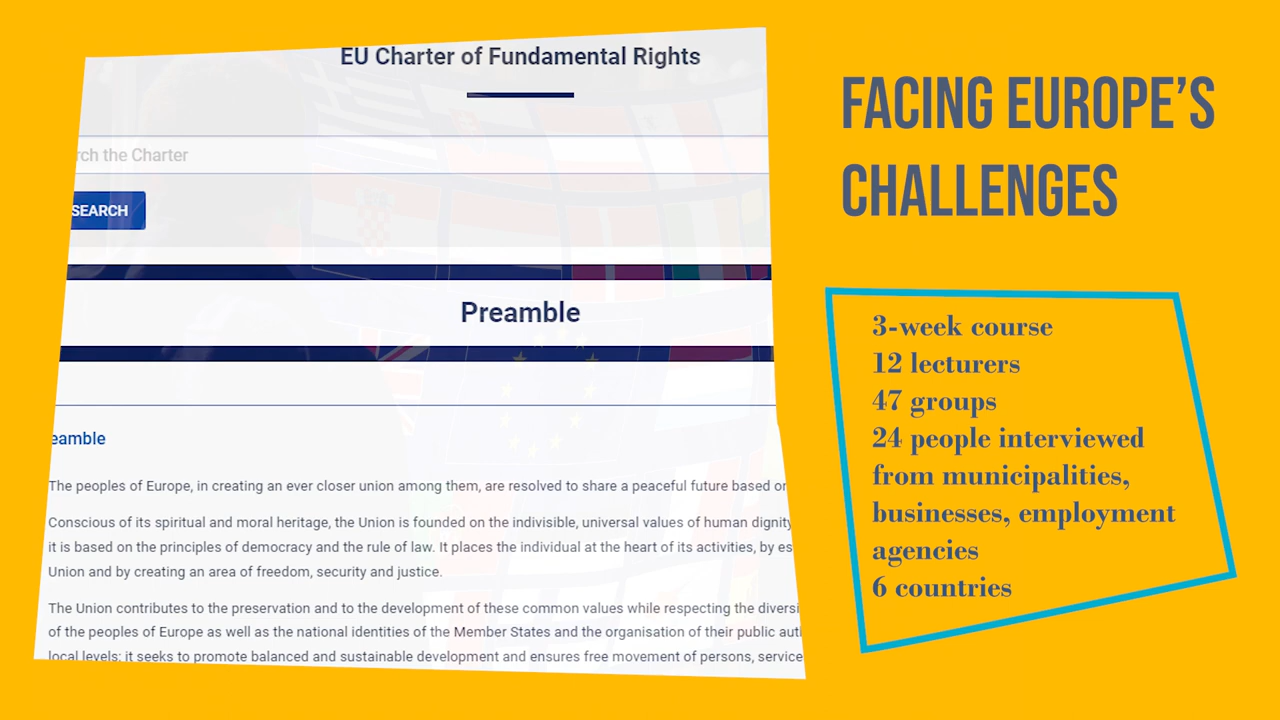 EU Charter of Fundamental Rights
rch the Charter
SEARCH
Preamble
eamble
The peoples of Europe, in creating an ever closer union among them, are resolved to share a peaceful future based on
Conscious of its spiritual and moral heritage, the Union is founded on the indivisible, universal values of human dignity
it is based on the principles of democracy and the rule of law. It places the individual at the heart of its activities, by es
Union and by creating an area of freedom, security and justice.
The Union contributes to the preservation and to the development of these common values while respecting the diversi
of the peoples of Europe as well as the national identities of the Member States and the organisation of their public aut
local levels; it seeks to promote balanced and sustainable development and ensures free movement of persons, service
FACING EUROPE'S
CHALLENGES
3-week course
12 lecturers
47 groups
24 people interviewed
from municipalities,
businesses, employment
agencies
6 countries